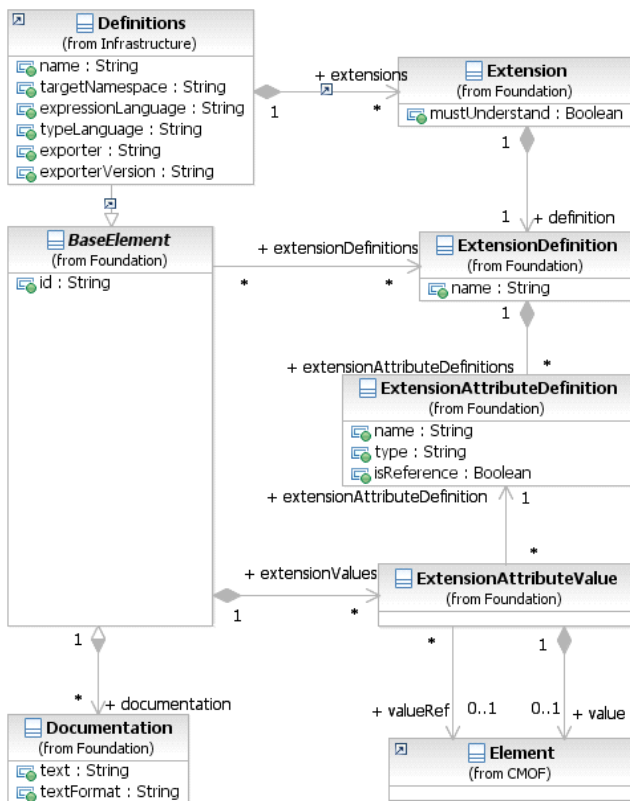 Definitions
(from Infrastructure)
name : String
targetNamespace : String
expressionLanguage : String
typeLanguage : String
exporter : String
exporterVersion : String
+ extensions
1
*
Extension
(from Foundation)
mustUnderstand : Boolean
1
1
+ definition
BaseElement
(from Foundation)
id : String
+ extensionDefinitions
*
*
ExtensionDefinition
(from Foundation)
name : String
1
*
+ extensionAttributeDefinitions
ExtensionAttributeDefinition
(from Foundation)
name : String
type : String
isReference : Boolean
+ extensionAttributeDefinition
1
*
+ extensionValues
1
*
ExtensionAttributeValue
(from Foundation)
1
*
+ documentation
*
1
+ valueRef
0..1
0..1
+ value
Documentation
(from Foundation)
text : String
textFormat : String
Element
(from CMOF)